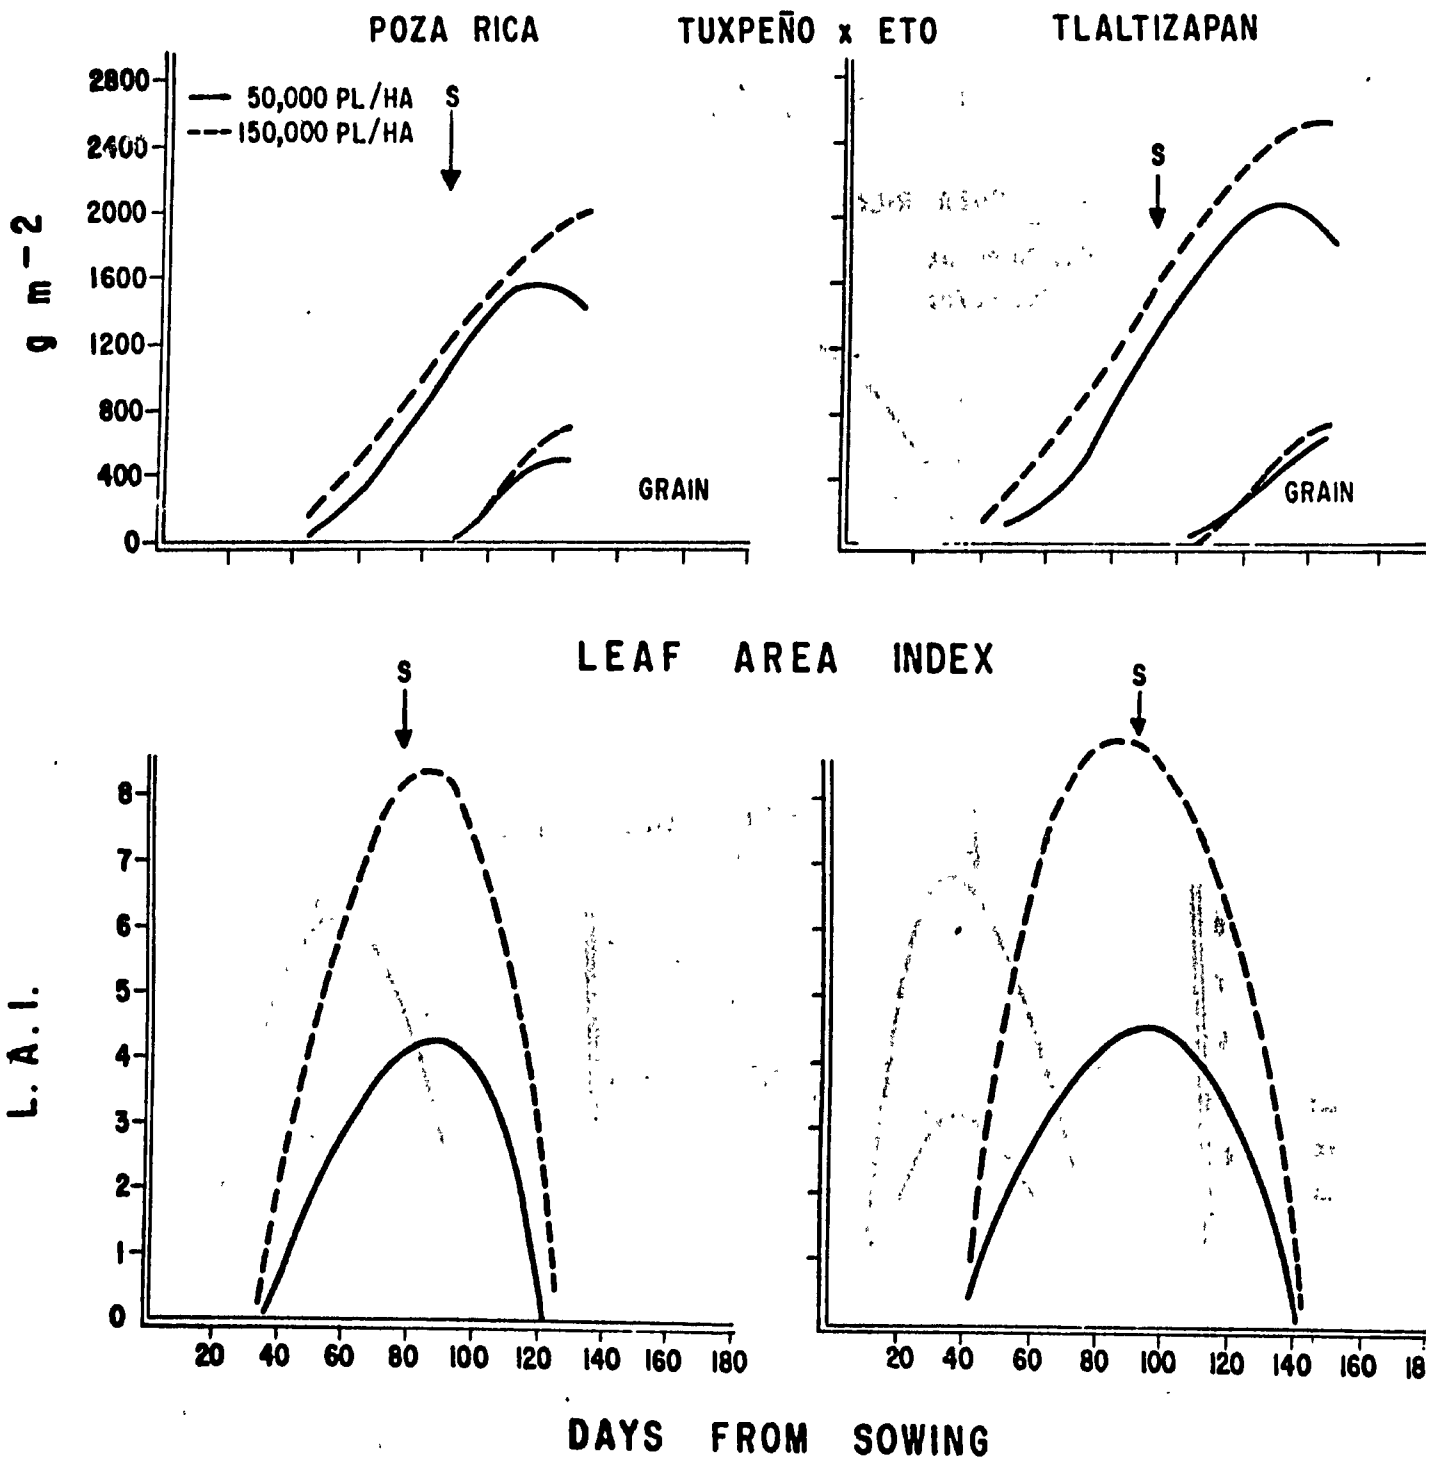 POZA RICA TUXPEÑO x ETO TLALTIZAPAN
50,000 PL/HA S
150,000 PL/HA
S
2800
2400
2000
1600
1200
800
400
0
g m-2
GRAIN
GRAIN
LEAF AREA INDEX
S
S
8
7
6
5
4
3
2
1
0
L.A.I.
20 40 60 80 100 120 140 160 180
20 40 60 80 100 120 140 160 18
DAYS FROM SOWING